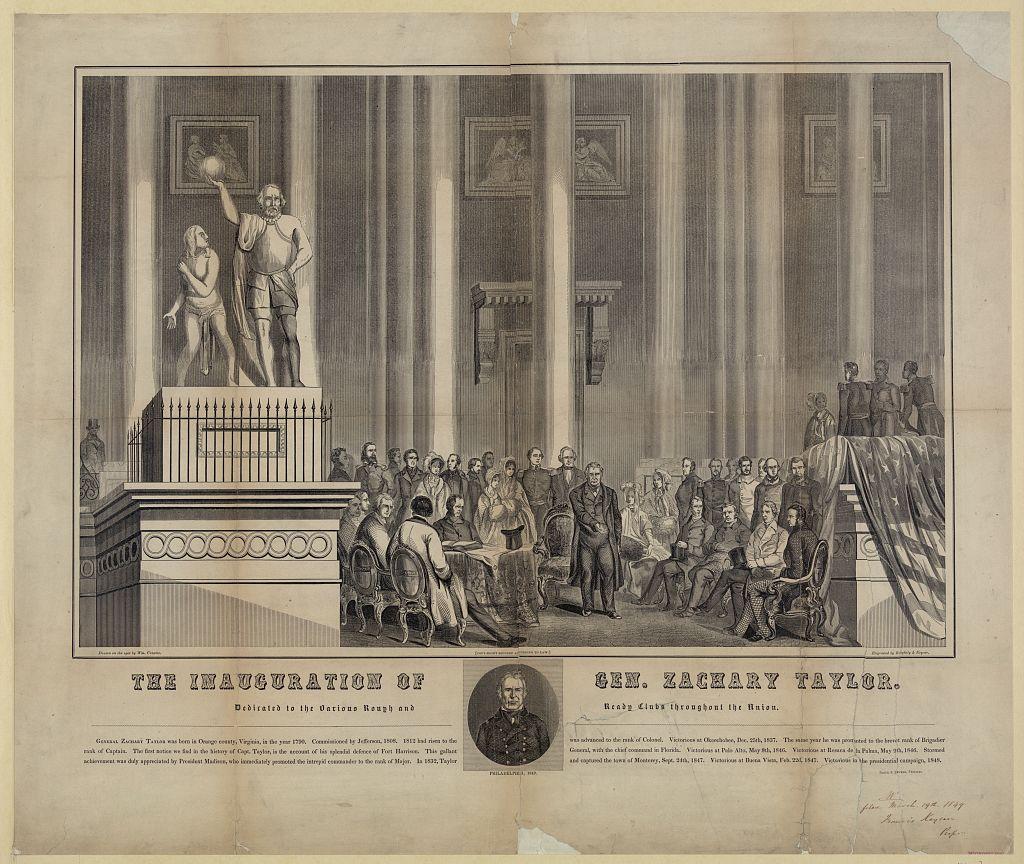 Drawn on the spot by Wm. Croome.
[COPY-RIGHT SECURED ACCORDING TO LAW.]
Engraved by
THE INAUGURATION OF GEN. ZACHARY TAYLOR.
Dedicated to the Various Rough and Ready Clubs throughout the Union.
GENERAL ZACHARY TAYLOR was born in Orange county, Virginia, in the year 1790. Commissioned by Jefferson, 1808. 1812 had risen to the
rank of Captain. The first notice we find in the history of Capt. Taylor, is the account of his splendid defence of Fort Harrison. This gallant
achievement was duly appreciated by President Madison, who immediately promoted the intrepid commander to the rank of Major. In 1832, Taylor
PHILADELPHIA, 1849.
was advanced to the rank of Colonel. Victorious at Okeechobee, Dec. 25th, 1837. The same year he was promoted to the brevet rank of Brigadier
General, with the chief command in Florida. Victorious at Palo Alto, May 8th, 1846. Victorious at Resaca de la Palma, May 9th, 1846. Stormed
and captured the town of Monterey, Sept. 24th, 1847. Victorious at Buena Vista, Feb. 22d, 1847. Victorious in the presidential campaign, 1848.
filed March 19th 1849
Francis
Prop.